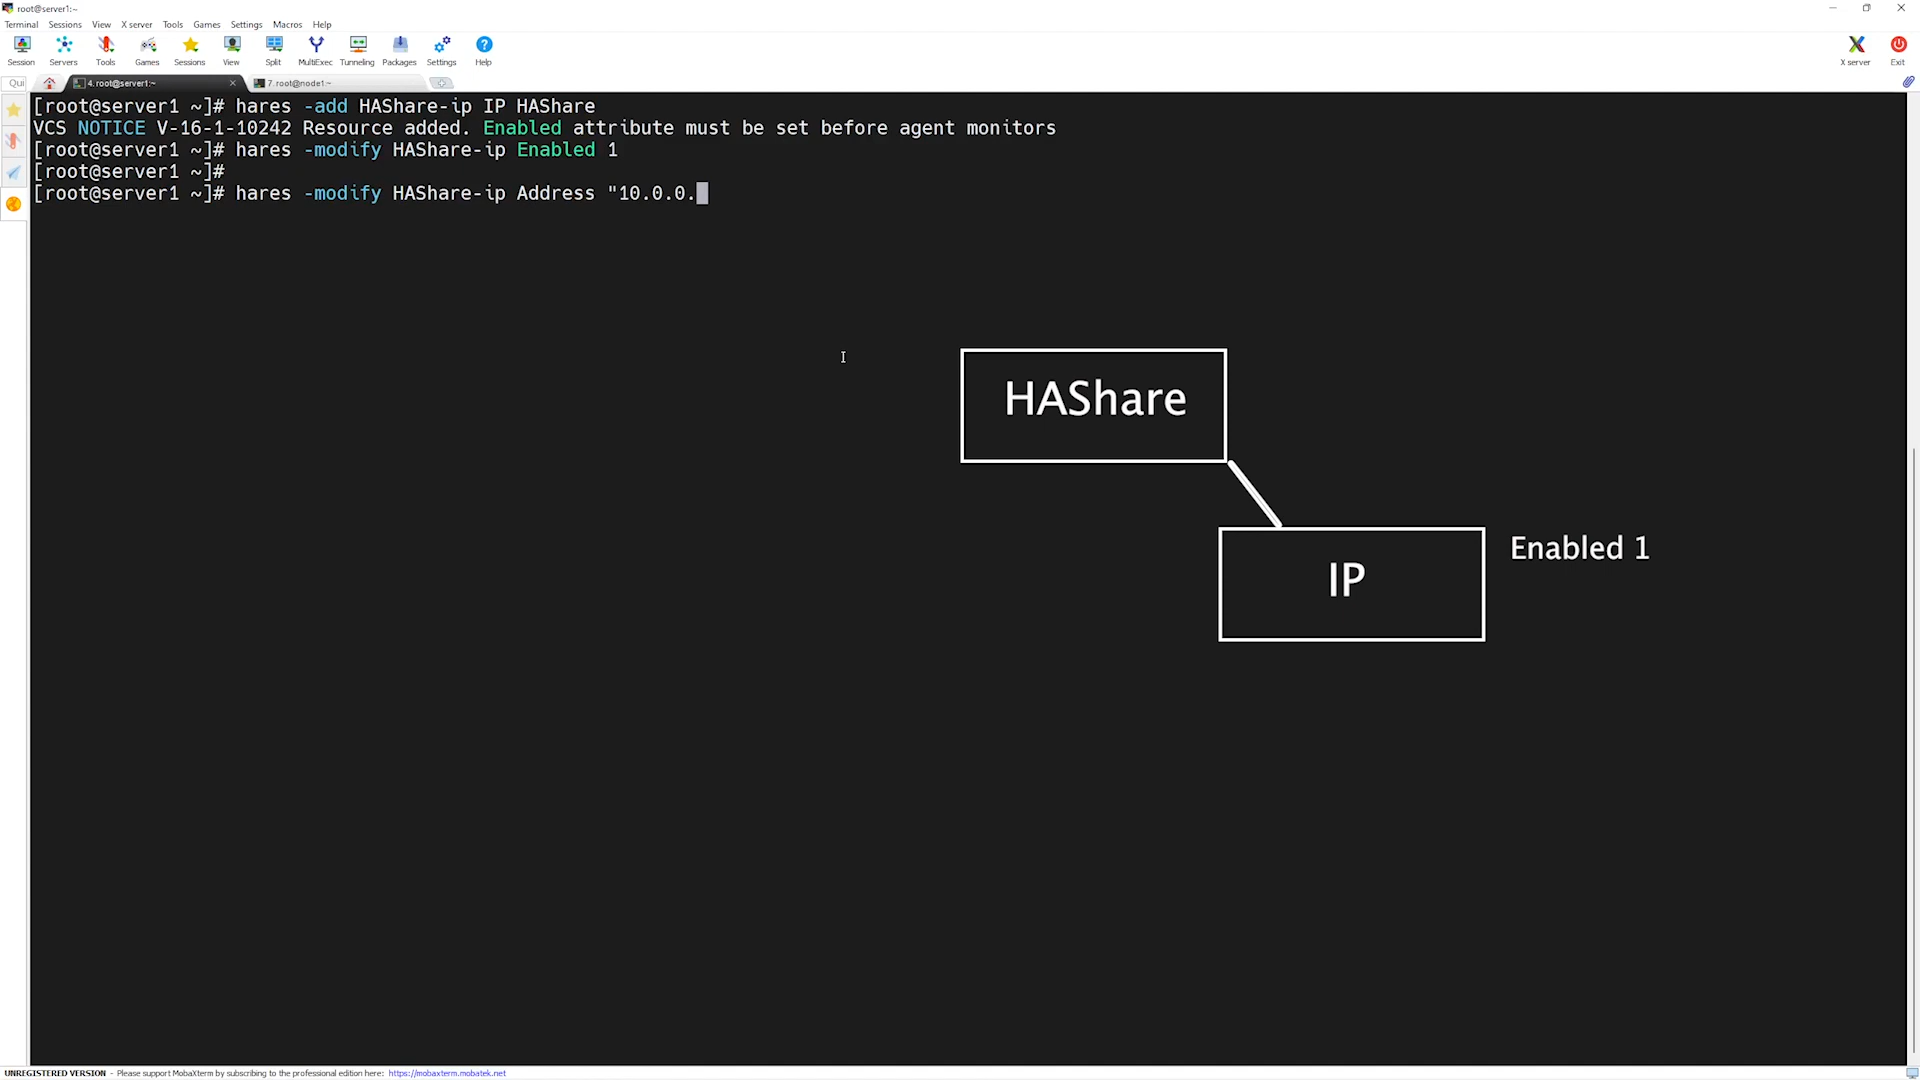 root@server1:~
Terminal Sessions View X server Tools Games Settings Macros Help
Session Servers Tools Games Sessions View Split MultiExec Tunneling Packages Settings Help X server Exit
Qui 4. root@server1:~ 7. root@node1:~
[root@server1 ~]# hares -add HAShare-ip IP HAShare
VCS NOTICE V-16-1-10242 Resource added. Enabled attribute must be set before agent monitors
[root@server1 ~]# hares -modify HAShare-ip Enabled 1
[root@server1 ~]#
[root@server1 ~]# hares -modify HAShare-ip Address "10.0.0.
HAShare
Enabled 1
IP
UNREGISTERED VERSION - Please support MobaXterm by subscribing to the professional edition here: https://mobaxterm.mobatek.net